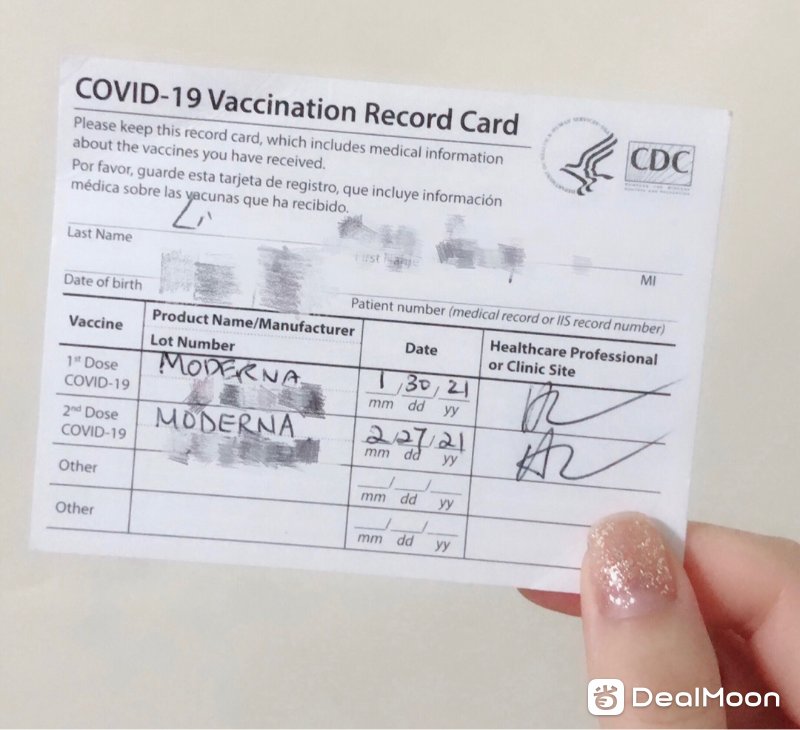 COVID-19 Vaccination Record Card
Please keep this record card, which includes medical information
about the vaccines you have received.
Por favor, guarde esta tarjeta de registro, que incluye información
médica sobre las vacunas que ha recibido.
CDC
Li
Last Name First Name MI
Date of birth Patient number (medical record or IIS record number)
Vaccine Product Name/Manufacturer Lot Number Date Healthcare Professional or Clinic Site
1st Dose COVID-19 MODERNA 1/30/21 mm dd yy
2nd Dose COVID-19 MODERNA 2/27/21 mm dd yy
Other mm dd yy
Other mm dd yy
DealMoon